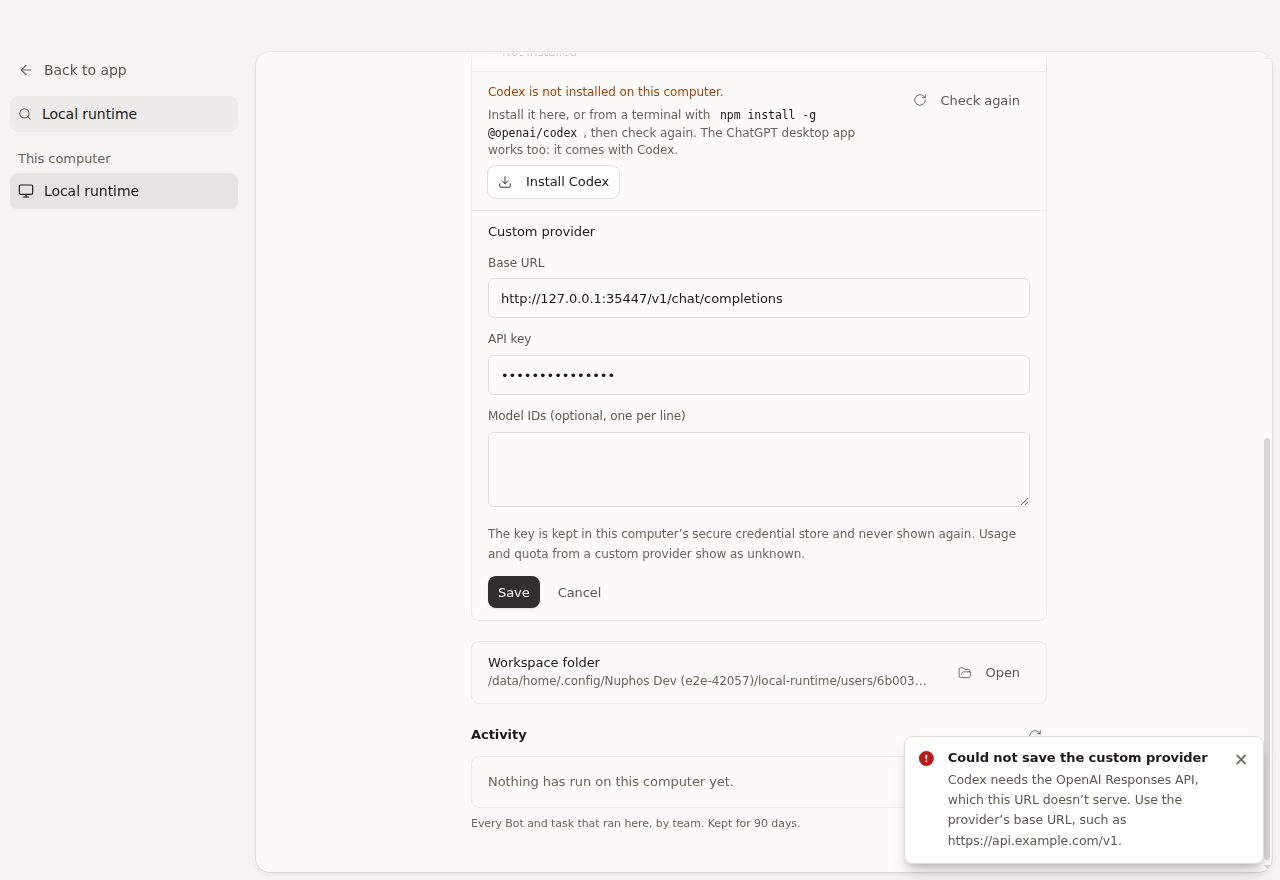 Not installed
Back to app
Local runtime
This computer
Local runtime
Codex is not installed on this computer.
Check again
Install it here, or from a terminal with npm install -g
@openai/codex , then check again. The ChatGPT desktop app
works too: it comes with Codex.
Install Codex
Custom provider
Base URL
http://127.0.0.1:35447/v1/chat/completions
API key
•••••••••••••••
Model IDs (optional, one per line)
The key is kept in this computer’s secure credential store and never shown again. Usage
and quota from a custom provider show as unknown.
Save
Cancel
Workspace folder
/data/home/.config/Nuphos Dev (e2e-42057)/local-runtime/users/6b003...
Open
Activity
Nothing has run on this computer yet.
Every Bot and task that ran here, by team. Kept for 90 days.
Could not save the custom provider
Codex needs the OpenAI Responses API,
which this URL doesn’t serve. Use the
provider’s base URL, such as
https://api.example.com/v1.